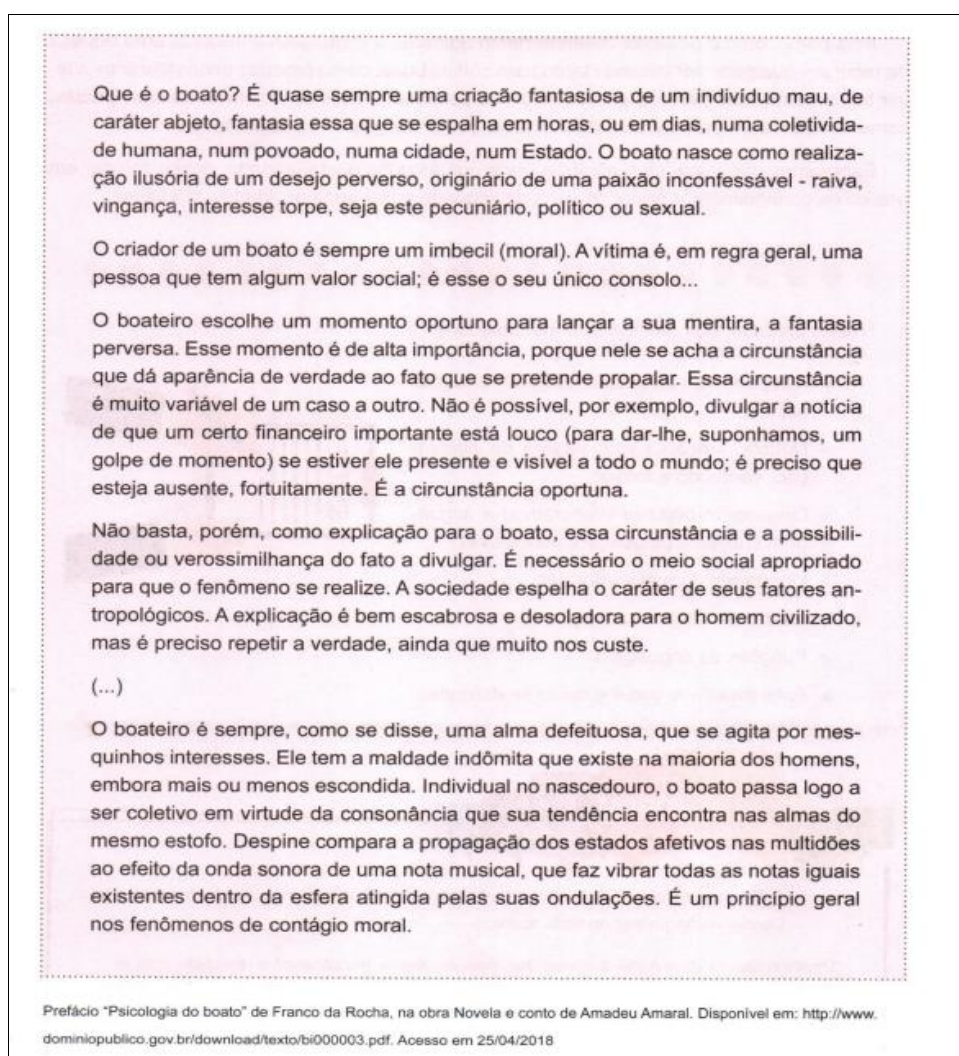 Que é o boato? É quase sempre uma criação fantasiosa de um indivíduo mau, de
caráter abjeto, fantasia essa que se espalha em horas, ou em dias, numa coletivida-
de humana, num povoado, numa cidade, num Estado. O boato nasce como realiza-
ção ilusória de um desejo perverso, originário de uma paixão inconfessável - raiva,
vingança, interesse torpe, seja este pecuniário, político ou sexual.
O criador de um boato é sempre um imbecil (moral). A vítima é, em regra geral, uma
pessoa que tem algum valor social; é esse o seu único consolo...
O boateiro escolhe um momento oportuno para lançar a sua mentira, a fantasia
perversa. Esse momento é de alta importância, porque nele se acha a circunstância
que dá aparência de verdade ao fato que se pretende propalar. Essa circunstância
é muito variável de um caso a outro. Não é possível, por exemplo, divulgar a notícia
de que um certo financeiro importante está louco (para dar-lhe, suponhamos, um
golpe de momento) se estiver ele presente e visível a todo o mundo; é preciso que
esteja ausente, fortuitamente. É a circunstância oportuna.
Não basta, porém, como explicação para o boato, essa circunstância e a possibili-
dade ou verossimilhança do fato a divulgar. É necessário o meio social apropriado
para que o fenômeno se realize. A sociedade espelha o caráter de seus fatores an-
tropológicos. A explicação é bem escabrosa e desoladora para o homem civilizado,
mas é preciso repetir a verdade, ainda que muito nos custe.
(...)
O boateiro é sempre, como se disse, uma alma defeituosa, que se agita por mes-
quinhos interesses. Ele tem a maldade indômita que existe na maioria dos homens,
embora mais ou menos escondida. Individual no nascedouro, o boato passa logo a
ser coletivo em virtude da consonância que sua tendência encontra nas almas do
mesmo estofo. Despine compara a propagação dos estados afetivos nas multidões
ao efeito da onda sonora de uma nota musical, que faz vibrar todas as notas iguais
existentes dentro da esfera atingida pelas suas ondulações. É um princípio geral
nos fenômenos de contágio moral.
Prefácio "Psicologia do boato" de Franco da Rocha, na obra Novela e conto de Amadeu Amaral. Disponível em: http://www.
dominiopublico.gov.br/download/texto/bi000003.pdf. Acesso em 25/04/2018